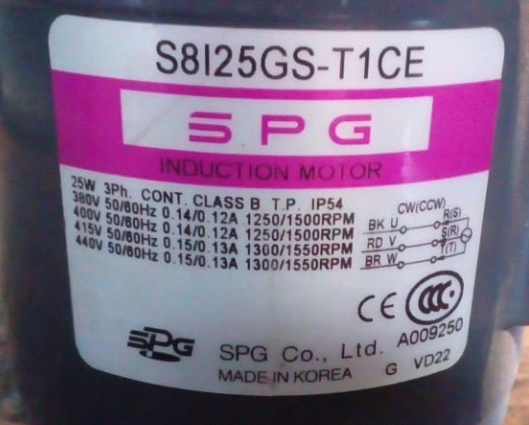 S8I25GS-T1CE
SPG
INDUCTION MOTOR
25W 3Ph. CONT. CLASS B T.P. IP54
380V 50/60Hz 0.14/0.12A 1250/1500RPM
400V 50/60Hz 0.14/0.12A 1250/1500RPM
415V 50/60Hz 0.15/0.13A 1300/1550RPM
440V 50/60Hz 0.15/0.13A 1300/1550RPM
CW(CCW)
BK U R(S)
RD V S(R)
BR W T(T)
CE CCC
A009250
SPG SPG Co., Ltd.
MADE IN KOREA G VD22